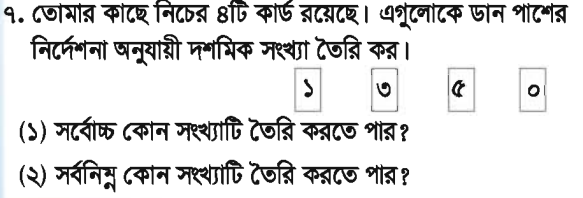 ৭. তোমার কাছে নিচের ৪টি কার্ড রয়েছে। এগুলোকে ডান পাশের
নির্দেশনা অনুযায়ী দশমিক সংখ্যা তৈরি কর।
১ ৩ ৫ ০
(১) সর্বোচ্চ কোন সংখ্যাটি তৈরি করতে পার?
(২) সর্বনিম্ন কোন সংখ্যাটি তৈরি করতে পার?